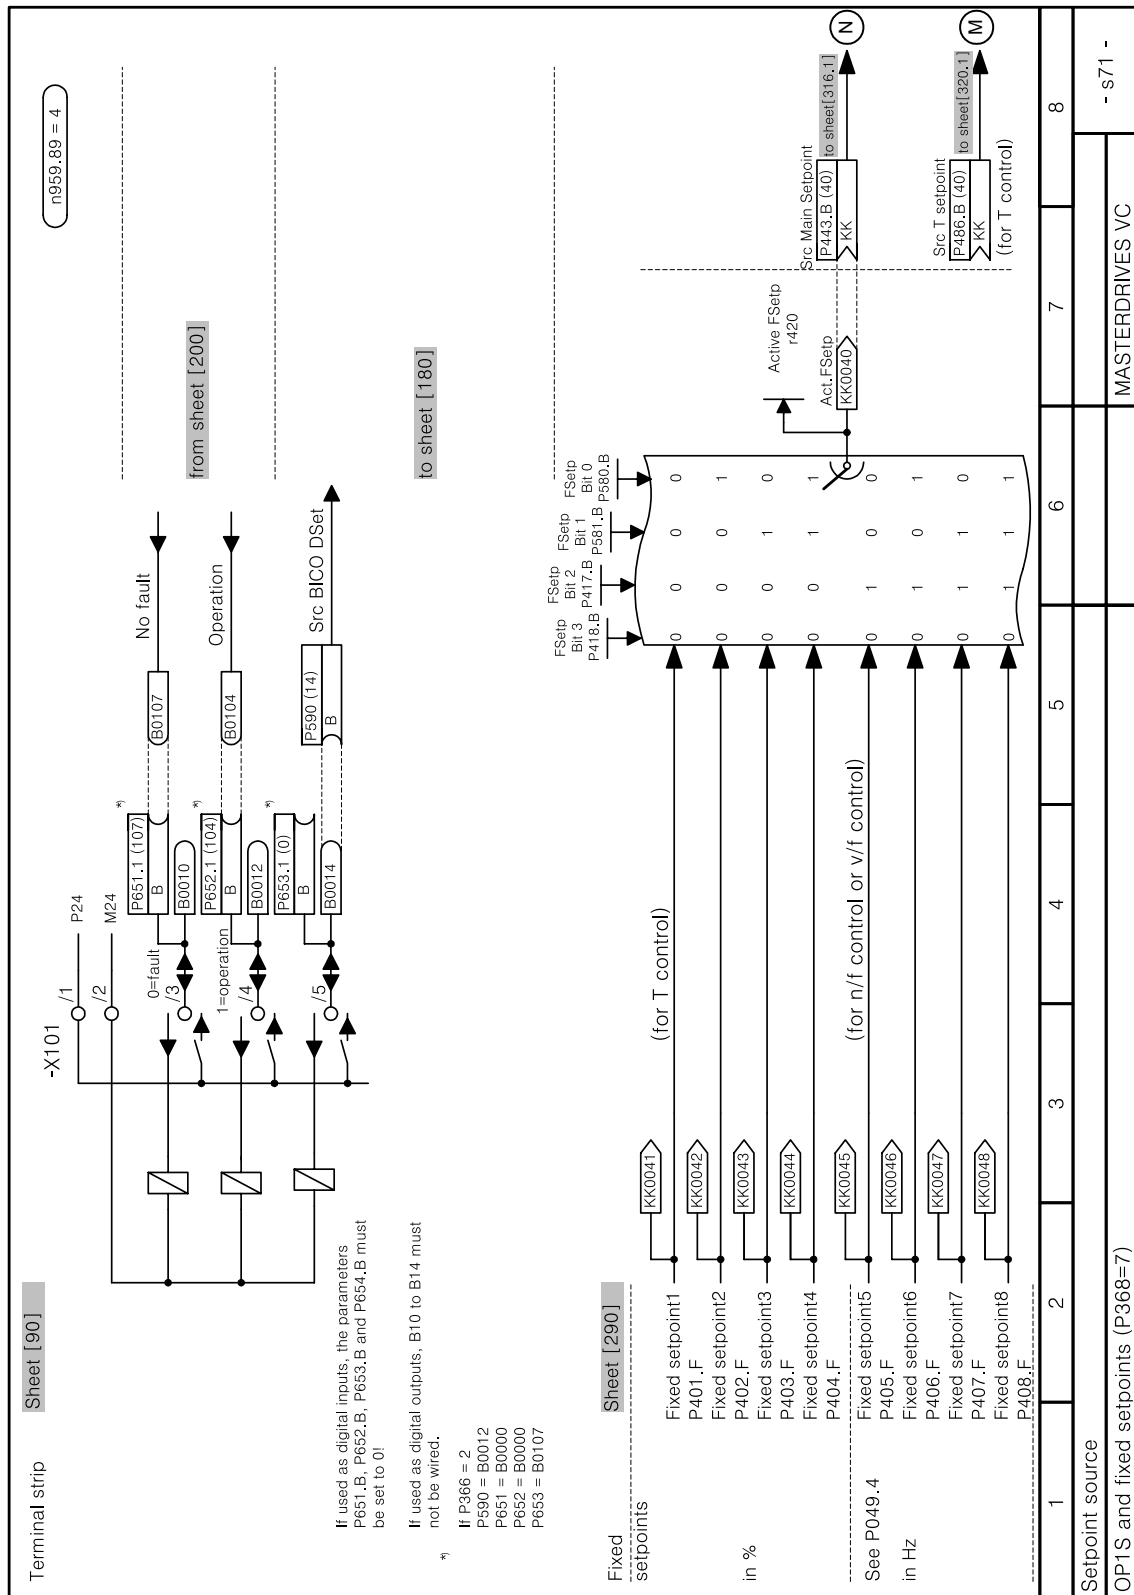 Terminal strip
Sheet [90]
n959.89 = 4
-X101
/1
P24
/2
M24
0=fault
/3
P651.1 (107)
*)
B
B0010
B0107
No fault
from sheet [200]
1=operation
/4
P652.1 (104)
*)
B
B0012
B0104
Operation
/5
P653.1 (0)
*)
B
B0014
P590 (14)
B
Src BICO DSet
to sheet [180]
If used as digital inputs, the parameters
P651.B, P652.B, P653.B and P654.B must
be set to 0!
If used as digital outputs, B10 to B14 must
not be wired.
*)
If P366 = 2
P590 = B0012
P651 = B0000
P652 = B0000
P653 = B0107
Fixed
setpoints
Sheet [290]
FSetp
Bit 3
P418.B
FSetp
Bit 2
P417.B
FSetp
Bit 1
P581.B
FSetp
Bit 0
P580.B
in %
KK0041
Fixed setpoint1
P401.F
(for T control)
0 0 0 0
KK0042
Fixed setpoint2
P402.F
0 0 0 1
KK0043
Fixed setpoint3
P403.F
0 0 1 0
KK0044
Fixed setpoint4
P404.F
0 0 1 1
See P049.4
in Hz
KK0045
Fixed setpoint5
P405.F
(for n/f control or v/f control)
0 1 0 0
KK0046
Fixed setpoint6
P406.F
0 1 0 1
KK0047
Fixed setpoint7
P407.F
0 1 1 0
KK0048
Fixed setpoint8
P408.F
0 1 1 1
Active FSetp
r420
Act.FSetp
KK0040
Src Main Setpoint
P443.B (40)
KK
to sheet[316.1]
N
Src T setpoint
P486.B (40)
KK
(for T control)
to sheet[320.1]
M
1 2 3 4 5 6 7 8
Setpoint source
- s71 -
OP1S and fixed setpoints (P368=7)
MASTERDRIVES VC